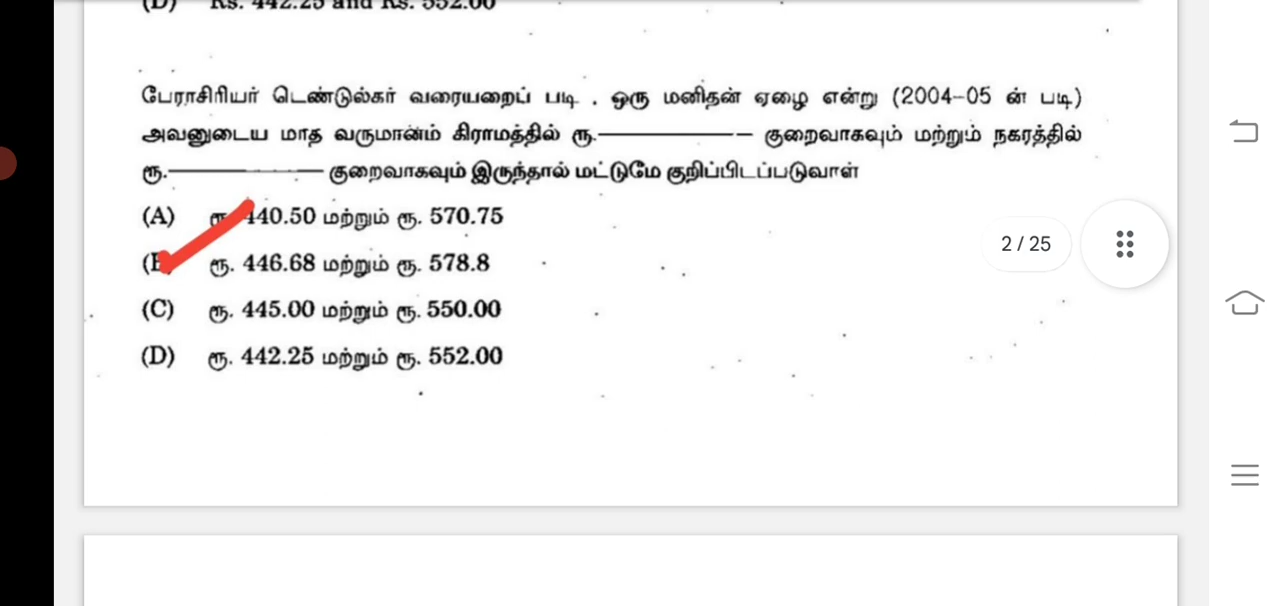 (D) Rs. 442.25 and Rs. 552.00
பேராசிரியர் டெண்டுல்கர் வரையறைப் படி . ஒரு மனிதன் ஏழை என்று (2004–05 ன் படி)
அவனுடைய மாத வருமானம் கிராமத்தில் ரூ.———— குறைவாகவும் மற்றும் நகரத்தில்
ரூ.———— குறைவாகவும் இருந்தால் மட்டுமே குறிப்பிடப்படுவாள்
(A) ரூ. 440.50 மற்றும் ரூ. 570.75
(B) ரூ. 446.68 மற்றும் ரூ. 578.8
(C) ரூ. 445.00 மற்றும் ரூ. 550.00
(D) ரூ. 442.25 மற்றும் ரூ. 552.00
2 / 25